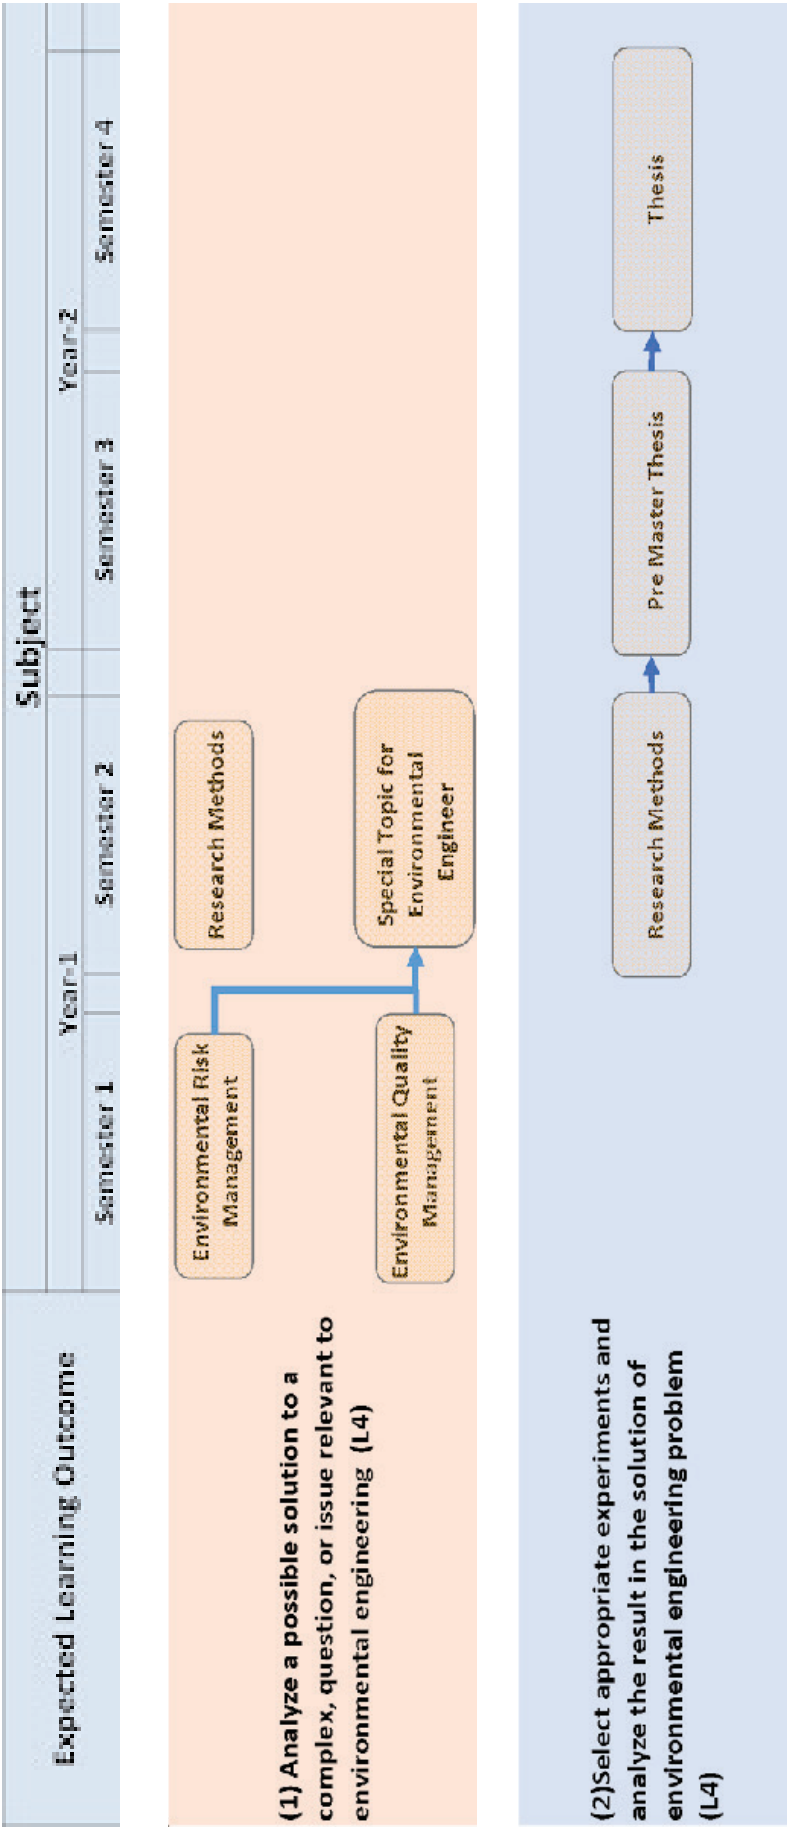 Expected Learning Outcome
Subject
Year-1
Year-2
Semester 1
Semester 2
Semester 3
Semester 4
(1) Analyze a possible solution to a
complex, question, or issue relevant to
environmental engineering (L4)
Environmental Risk
Management
Research Methods
Environmental Quality
Management
Special Topic for
Environmental
Engineer
(2)Select appropriate experiments and
analyze the result in the solution of
environmental engineering problem
(L4)
Research Methods
Pre Master Thesis
Thesis